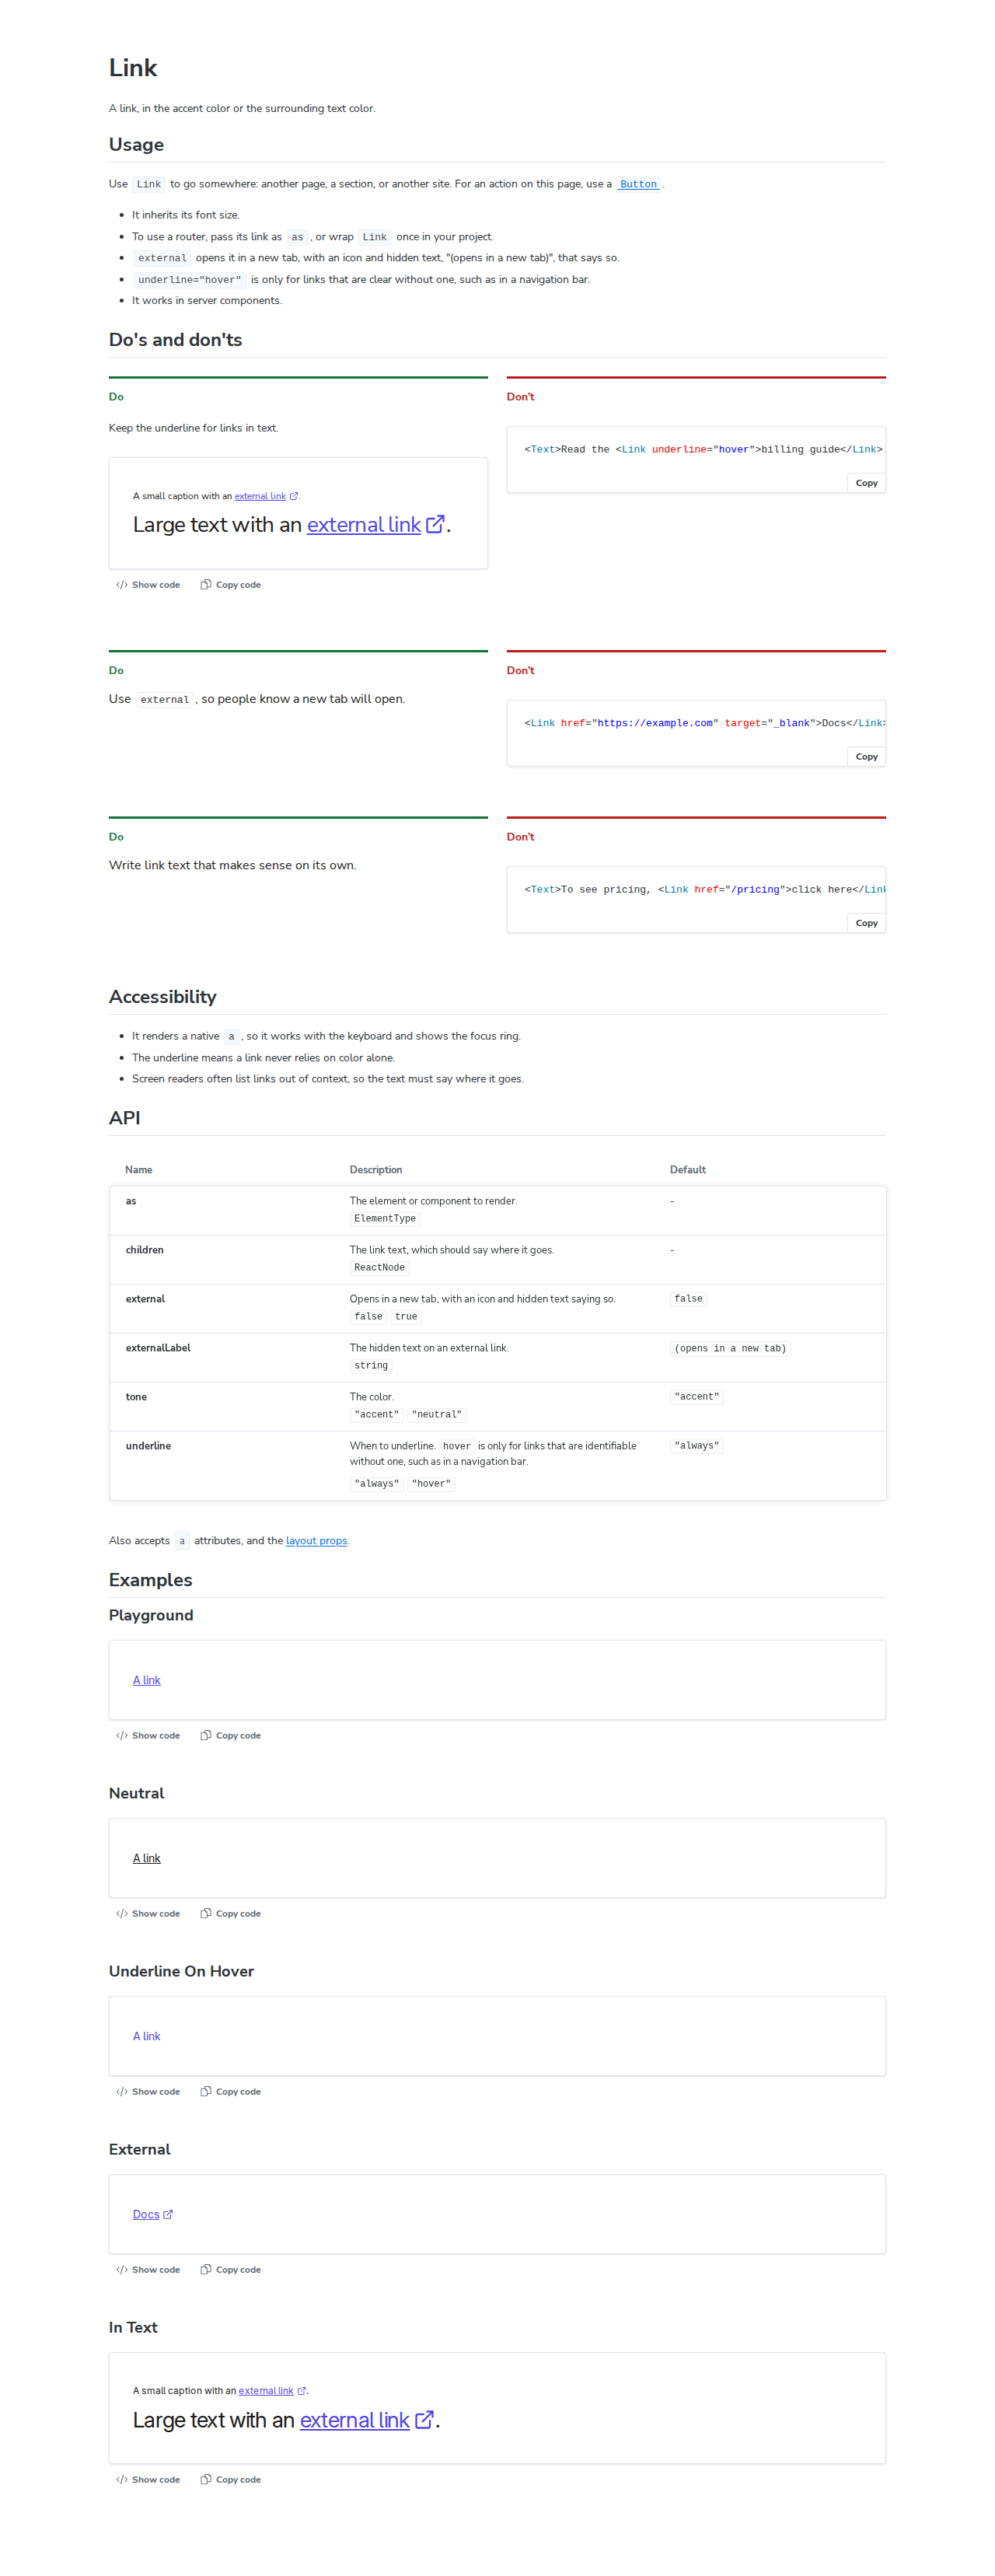 Link
A link, in the accent color or the surrounding text color.
Usage
Use Link to go somewhere: another page, a section, or another site. For an action on this page, use a Button.
It inherits its font size.
To use a router, pass its link as as, or wrap Link once in your project.
external opens it in a new tab, with an icon and hidden text, "(opens in a new tab)", that says so.
underline="hover" is only for links that are clear without one, such as in a navigation bar.
It works in server components.
Do's and don'ts
Do
Keep the underline for links in text.
A small caption with an external link.
Large text with an external link.
Show code Copy code
Don't
<Text>Read the <Link underline="hover">billing guide</Link>.
Copy
Do
Use external, so people know a new tab will open.
Don't
<Link href="https://example.com" target="_blank">Docs</Link>
Copy
Do
Write link text that makes sense on its own.
Don't
<Text>To see pricing, <Link href="/pricing">click here</Link
Copy
Accessibility
It renders a native a, so it works with the keyboard and shows the focus ring.
The underline means a link never relies on color alone.
Screen readers often list links out of context, so the text must say where it goes.
API
Name Description Default
as The element or component to render. -
ElementType
children The link text, which should say where it goes. -
ReactNode
external Opens in a new tab, with an icon and hidden text saying so. false
false true
externalLabel The hidden text on an external link. (opens in a new tab)
string
tone The color. "accent"
"accent" "neutral"
underline When to underline. hover is only for links that are identifiable "always"
without one, such as in a navigation bar.
"always" "hover"
Also accepts a attributes, and the layout props.
Examples
Playground
A link
Show code Copy code
Neutral
A link
Show code Copy code
Underline On Hover
A link
Show code Copy code
External
Docs
Show code Copy code
In Text
A small caption with an external link.
Large text with an external link.
Show code Copy code